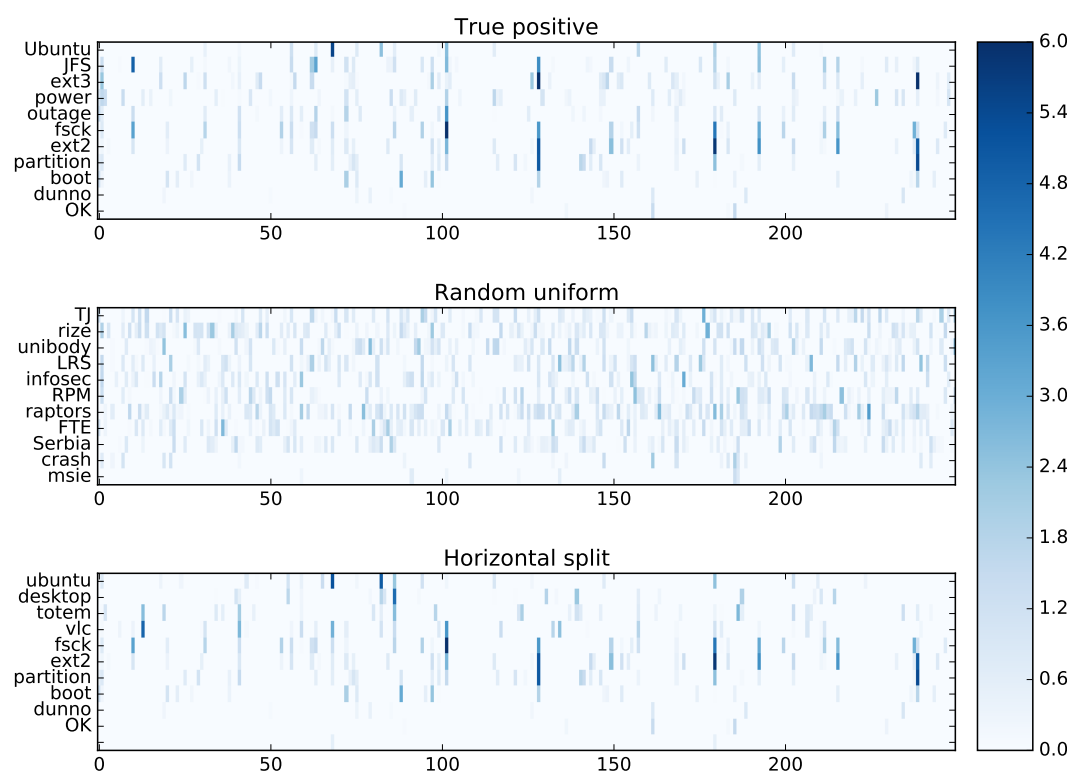 True positive
Ubuntu
JFS
ext3
power
outage
fsck
ext2
partition
boot
dunno
OK
0 50 100 150 200
Random uniform
TJ
rize
unibody
LRS
infosec
RPM
raptors
FTE
Serbia
crash
msie
0 50 100 150 200
Horizontal split
ubuntu
desktop
totem
vlc
fsck
ext2
partition
boot
dunno
OK
0 50 100 150 200
6.0
5.4
4.8
4.2
3.6
3.0
2.4
1.8
1.2
0.6
0.0